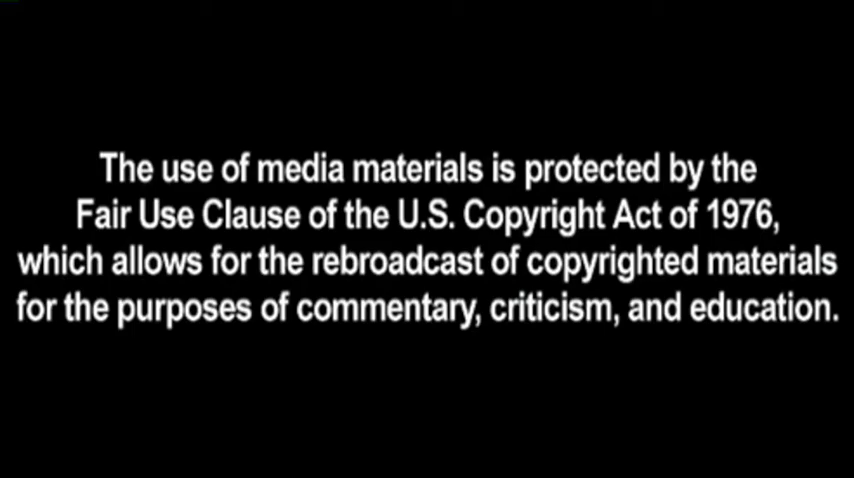 The use of media materials is protected by the
Fair Use Clause of the U.S. Copyright Act of 1976,
which allows for the rebroadcast of copyrighted materials
for the purposes of commentary, criticism, and education.